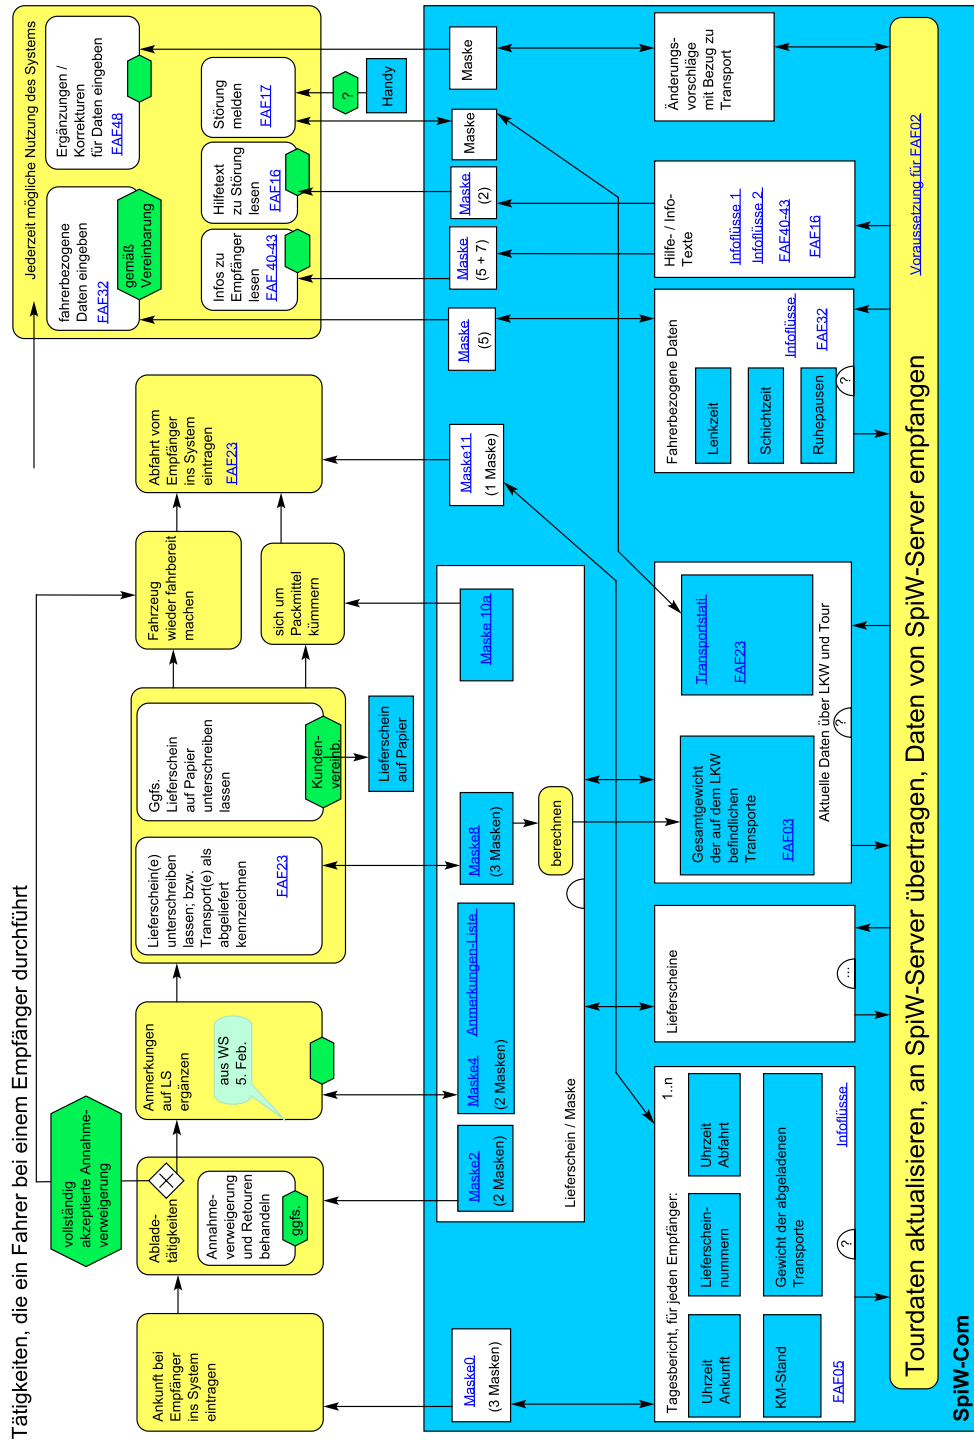 Tätigkeiten, die ein Fahrer bei einem Empfänger durchführt
Ankunft bei
Empfänger
ins System
eintragen
vollständig
akzeptierte Annahme-
verweigerung
Ablade-
tätigkeiten
Annahme-
verweigerung
und Retouren
behandeln
ggfs.
Anmerkungen
auf LS
ergänzen
aus WS
5. Feb.
Lieferschein(e)
unterschreiben
lassen; bzw.
Transport(e) als
abgeliefert
kennzeichnen
FAF23
Ggfs.
Lieferschein
auf Papier
unterschreiben
lassen
Kunden-
vereinb.
Lieferschein
auf Papier
Fahrzeug
wieder fahrbereit
machen
sich um
Packmittel
kümmern
Abfahrt vom
Empfänger
ins System
eintragen
FAF23
Jederzeit mögliche Nutzung des Systems
fahrerbezogene
Daten eingeben
FAF32
gemäß
Vereinbarung
Ergänzungen /
Korrekturen
für Daten eingeben
FAF48
Infos zu
Empfänger
lesen
FAF 40-43
Hilfetext
zu Störung
lesen
FAF16
Störung
melden
FAF17
?
Handy
Maske0
(3 Masken)
Maske2
(2 Masken)
Maske4
Anmerkungen-Liste
(2 Masken)
Maske8
(3 Masken)
berechnen
Maske 10a
Lieferschein / Maske
Maske11
(1 Maske)
Maske
(5)
Maske
(5 + 7)
Maske
(2)
Maske
Maske
Tagesbericht, für jeden Empfänger:
1..n
Uhrzeit
Ankunft
Lieferschein-
nummern
Uhrzeit
Abfahrt
KM-Stand
Gewicht der abgeladenen
Transporte
FAF05
?
Infoflüsse
Lieferscheine
...
Gesamtgewicht
der auf dem LKW
befindlichen
Transporte
FAF03
Transportstati
FAF23
Aktuelle Daten über LKW und Tour
?
Fahrerbezogene Daten
Lenkzeit
Schichtzeit
Ruhepausen
Infoflüsse
FAF32
?
Hilfe- / Info-
Texte
Infoflüsse 1
Infoflüsse 2
FAF40-43
FAF16
Änderungs-
vorschläge
mit Bezug zu
Transport
Tourdaten aktualisieren, an SpiW-Server übertragen, Daten von SpiW-Server empfangen
Voraussetzung für FAF02
SpiW-Com